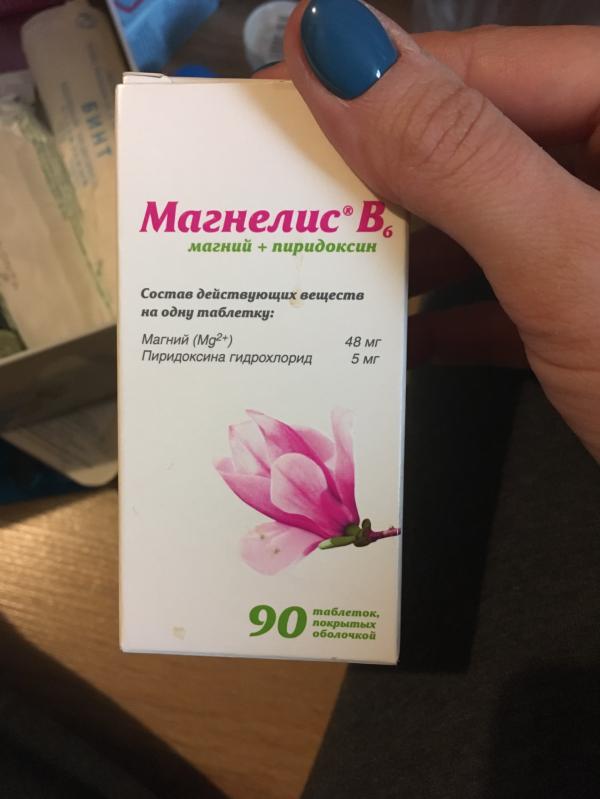 БИНТ
Магнелис® B₆
магний + пиридоксин
Состав действующих веществ
на одну таблетку:
Магний (Mg²⁺) 48 мг
Пиридоксина гидрохлорид 5 мг
90 таблеток,
покрытых
оболочкой